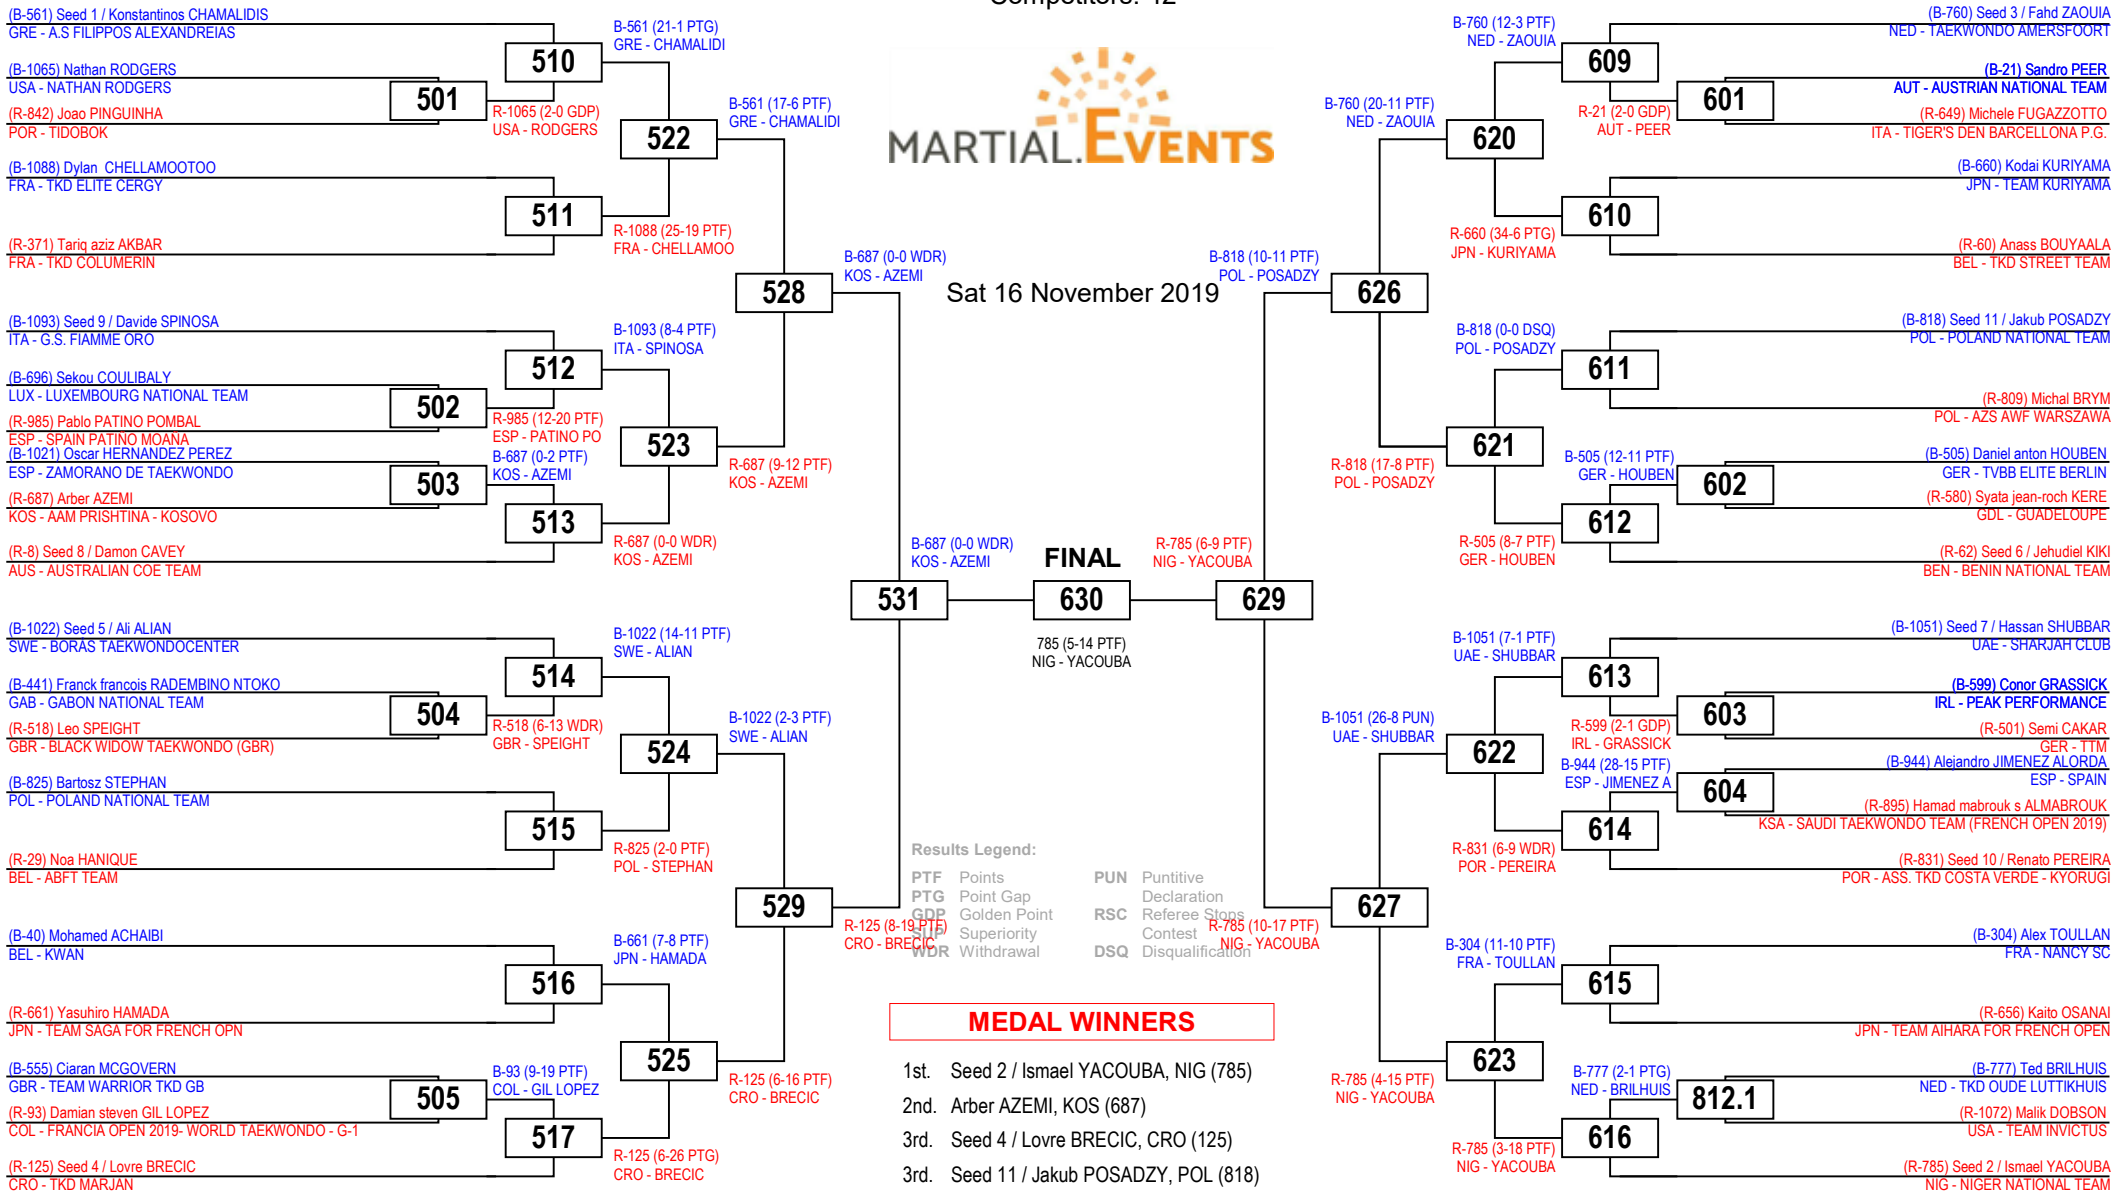 Competitors: 42
(B-561) Seed 1 / Konstantinos CHAMALIDIS
GRE - A.S FILIPPOS ALEXANDREIAS
(B-1065) Nathan RODGERS
USA - NATHAN RODGERS
(R-842) Joao PINGUINHA
POR - TIDOBOK
(B-1088) Dylan CHELLAMOOTOO
FRA - TKD ELITE CERGY
(R-371) Tariq aziz AKBAR
FRA - TKD COLUMERIN
(B-1093) Seed 9 / Davide SPINOSA
ITA - G.S. FIAMME ORO
(B-696) Sekou COULIBALY
LUX - LUXEMBOURG NATIONAL TEAM
(R-985) Pablo PATINO POMBAL
ESP - SPAIN PATIÑO MOAÑA
(B-1021) Oscar HERNANDEZ PEREZ
ESP - ZAMORANO DE TAEKWONDO
(R-687) Arber AZEMI
KOS - AAM PRISHTINA - KOSOVO
(R-8) Seed 8 / Damon CAVEY
AUS - AUSTRALIAN COE TEAM
(B-1022) Seed 5 / Ali ALIAN
SWE - BORAS TAEKWONDOCENTER
(B-441) Franck francois RADEMBINO NTOKO
GAB - GABON NATIONAL TEAM
(R-518) Leo SPEIGHT
GBR - BLACK WIDOW TAEKWONDO (GBR)
(B-825) Bartosz STEPHAN
POL - POLAND NATIONAL TEAM
(R-29) Noa HANIQUE
BEL - ABFT TEAM
(B-40) Mohamed ACHAIBI
BEL - KWAN
(R-661) Yasuhiro HAMADA
JPN - TEAM SAGA FOR FRENCH OPN
(B-555) Ciaran MCGOVERN
GBR - TEAM WARRIOR TKD GB
(R-93) Damian steven GIL LOPEZ
COL - FRANCIA OPEN 2019- WORLD TAEKWONDO - G-1
(R-125) Seed 4 / Lovre BRECIC
CRO - TKD MARJAN
501
502
503
504
505
R-1065 (2-0 GDP)
USA - RODGERS
R-985 (12-20 PTF)
ESP - PATINO PO
B-687 (0-2 PTF)
KOS - AZEMI
R-518 (6-13 WDR)
GBR - SPEIGHT
B-93 (9-19 PTF)
COL - GIL LOPEZ
510
511
512
513
514
515
516
517
B-561 (21-1 PTG)
GRE - CHAMALIDI
R-1088 (25-19 PTF)
FRA - CHELLAMOO
B-1093 (8-4 PTF)
ITA - SPINOSA
R-687 (0-0 WDR)
KOS - AZEMI
B-1022 (14-11 PTF)
SWE - ALIAN
R-825 (2-0 PTF)
POL - STEPHAN
B-661 (7-8 PTF)
JPN - HAMADA
R-125 (6-26 PTG)
CRO - BRECIC
522
523
524
525
B-561 (17-6 PTF)
GRE - CHAMALIDI
R-687 (9-12 PTF)
KOS - AZEMI
B-1022 (2-3 PTF)
SWE - ALIAN
R-125 (6-16 PTF)
CRO - BRECIC
528
529
B-687 (0-0 WDR)
KOS - AZEMI
R-125 (8-19 PTF)
CRO - BRECIC
531
B-687 (0-0 WDR)
KOS - AZEMI
MARTIAL.EVENTS
Sat 16 November 2019
FINAL
630
785 (5-14 PTF)
NIG - YACOUBA
R-785 (6-9 PTF)
NIG - YACOUBA
629
B-818 (10-11 PTF)
POL - POSADZY
R-785 (10-17 PTF)
NIG - YACOUBA
626
627
B-760 (20-11 PTF)
NED - ZAOUIA
R-818 (17-8 PTF)
POL - POSADZY
B-1051 (26-8 PUN)
UAE - SHUBBAR
R-785 (4-15 PTF)
NIG - YACOUBA
620
621
622
623
B-760 (12-3 PTF)
NED - ZAOUIA
R-660 (34-6 PTG)
JPN - KURIYAMA
B-818 (0-0 DSQ)
POL - POSADZY
R-505 (8-7 PTF)
GER - HOUBEN
B-1051 (7-1 PTF)
UAE - SHUBBAR
R-831 (6-9 WDR)
POR - PEREIRA
B-304 (11-10 PTF)
FRA - TOULLAN
R-785 (3-18 PTF)
NIG - YACOUBA
609
610
611
612
613
614
615
616
R-21 (2-0 GDP)
AUT - PEER
B-505 (12-11 PTF)
GER - HOUBEN
R-599 (2-1 GDP)
IRL - GRASSICK
B-944 (28-15 PTF)
ESP - JIMENEZ A
B-777 (2-1 PTG)
NED - BRILHUIS
601
602
603
604
812.1
(B-760) Seed 3 / Fahd ZAOUIA
NED - TAEKWONDO AMERSFOORT
(B-21) Sandro PEER
AUT - AUSTRIAN NATIONAL TEAM
(R-649) Michele FUGAZZOTTO
ITA - TIGER'S DEN BARCELLONA P.G.
(B-660) Kodai KURIYAMA
JPN - TEAM KURIYAMA
(R-60) Anass BOUYAALA
BEL - TKD STREET TEAM
(B-818) Seed 11 / Jakub POSADZY
POL - POLAND NATIONAL TEAM
(R-809) Michal BRYM
POL - AZS AWF WARSZAWA
(B-505) Daniel anton HOUBEN
GER - TVBB ELITE BERLIN
(R-580) Syata jean-roch KERE
GDL - GUADELOUPE
(R-62) Seed 6 / Jehudiel KIKI
BEN - BENIN NATIONAL TEAM
(B-1051) Seed 7 / Hassan SHUBBAR
UAE - SHARJAH CLUB
(B-599) Conor GRASSICK
IRL - PEAK PERFORMANCE
(R-501) Semi CAKAR
GER - TTM
(B-944) Alejandro JIMENEZ ALORDA
ESP - SPAIN
(R-895) Hamad mabrouk s ALMABROUK
KSA - SAUDI TAEKWONDO TEAM (FRENCH OPEN 2019)
(R-831) Seed 10 / Renato PEREIRA
POR - ASS. TKD COSTA VERDE - KYORUGI
(B-304) Alex TOULLAN
FRA - NANCY SC
(R-656) Kaito OSANAI
JPN - TEAM AIHARA FOR FRENCH OPEN
(B-777) Ted BRILHUIS
NED - TKD OUDE LUTTIKHUIS
(R-1072) Malik DOBSON
USA - TEAM INVICTUS
(R-785) Seed 2 / Ismael YACOUBA
NIG - NIGER NATIONAL TEAM
Results Legend:
PTF Points
PTG Point Gap
GDP Golden Point
SUP Superiority
WDR Withdrawal
PUN Puntitive
Declaration
RSC Referee Stops
Contest
DSQ Disqualification
MEDAL WINNERS
1st. Seed 2 / Ismael YACOUBA, NIG (785)
2nd. Arber AZEMI, KOS (687)
3rd. Seed 4 / Lovre BRECIC, CRO (125)
3rd. Seed 11 / Jakub POSADZY, POL (818)